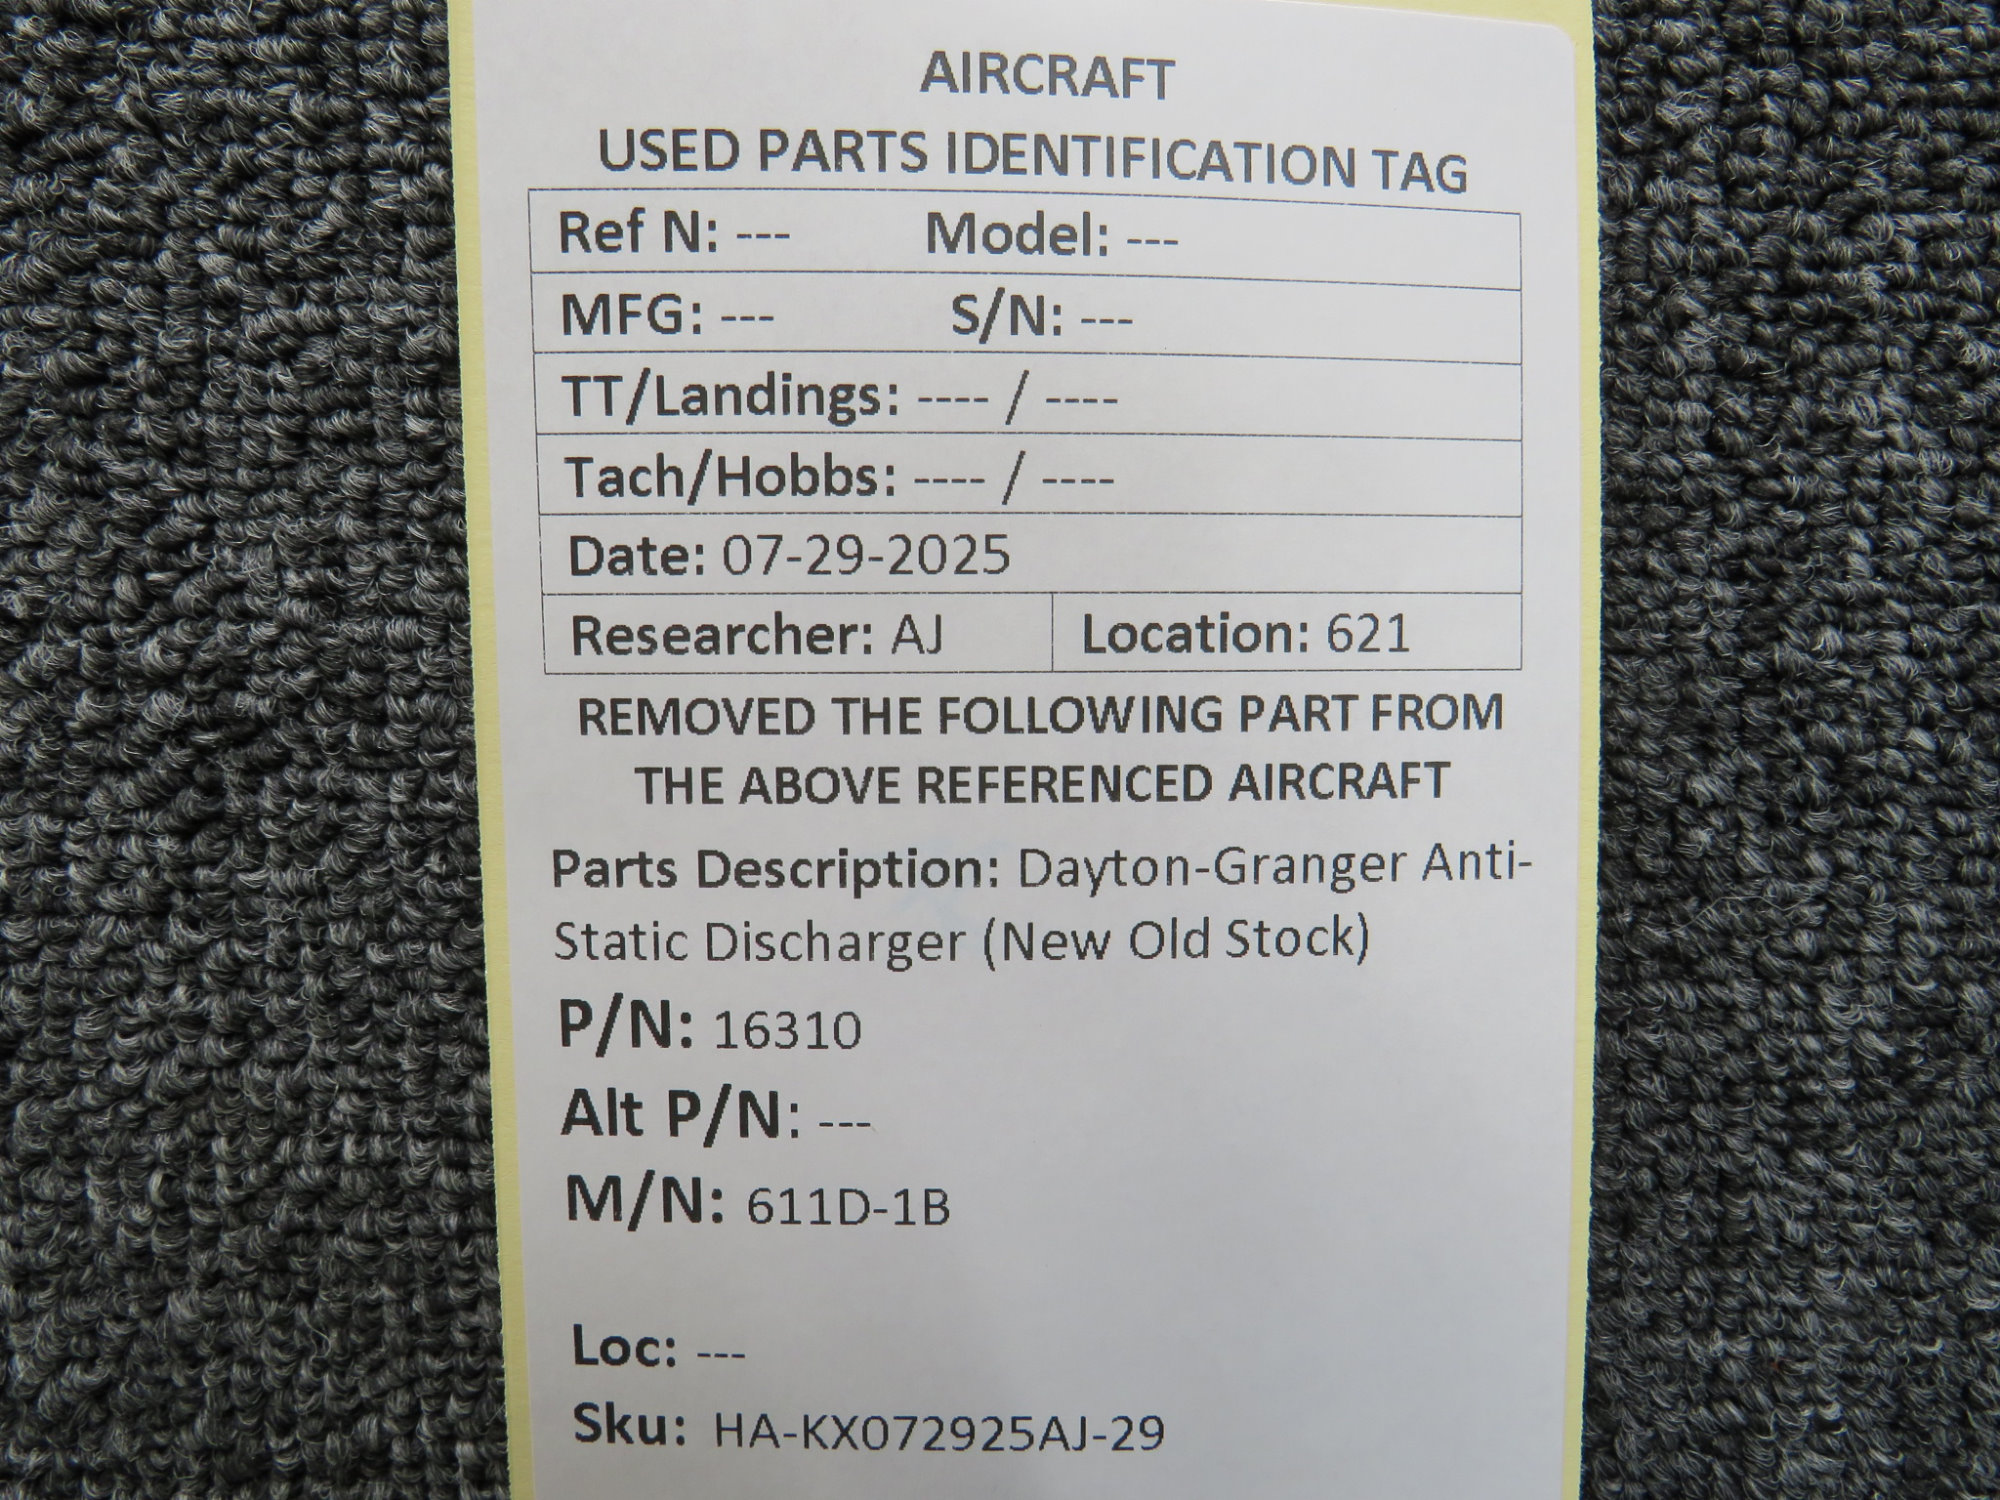 AIRCRAFT
USED PARTS IDENTIFICATION TAG
Ref N: --- Model: ---
MFG: --- S/N: ---
TT/Landings: ---- / ----
Tach/Hobbs: ---- / ----
Date: 07-29-2025
Researcher: AJ Location: 621
REMOVED THE FOLLOWING PART FROM
THE ABOVE REFERENCED AIRCRAFT
Parts Description: Dayton-Granger Anti-
Static Discharger (New Old Stock)
P/N: 16310
Alt P/N: ---
M/N: 611D-1B
Loc: ---
Sku: HA-KX072925AJ-29